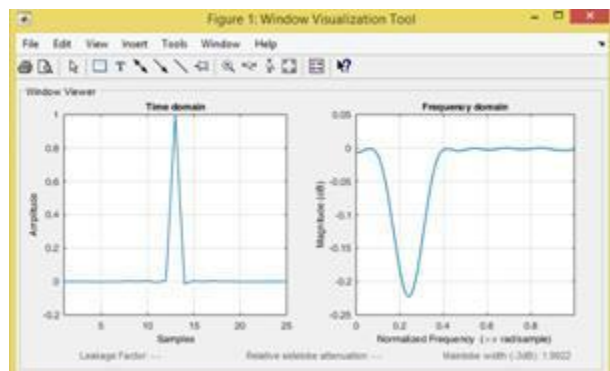 Figure 1: Window Visualization Tool
File Edit View Insert Tools Window Help
Window Viewer
Time domain
Frequency domain
1
0.8
0.6
0.4
0.2
0
-0.2
Amplitude
5 10 15 20 25
Samples
0.05
0
-0.05
-0.1
-0.15
-0.2
-0.25
Magnitude (dB)
0 0.2 0.4 0.6 0.8
Normalized Frequency (×π rad/sample)
Leakage Factor: ---
Relative sidelobe attenuation: ---
Mainlobe width (-3dB): 1.9922